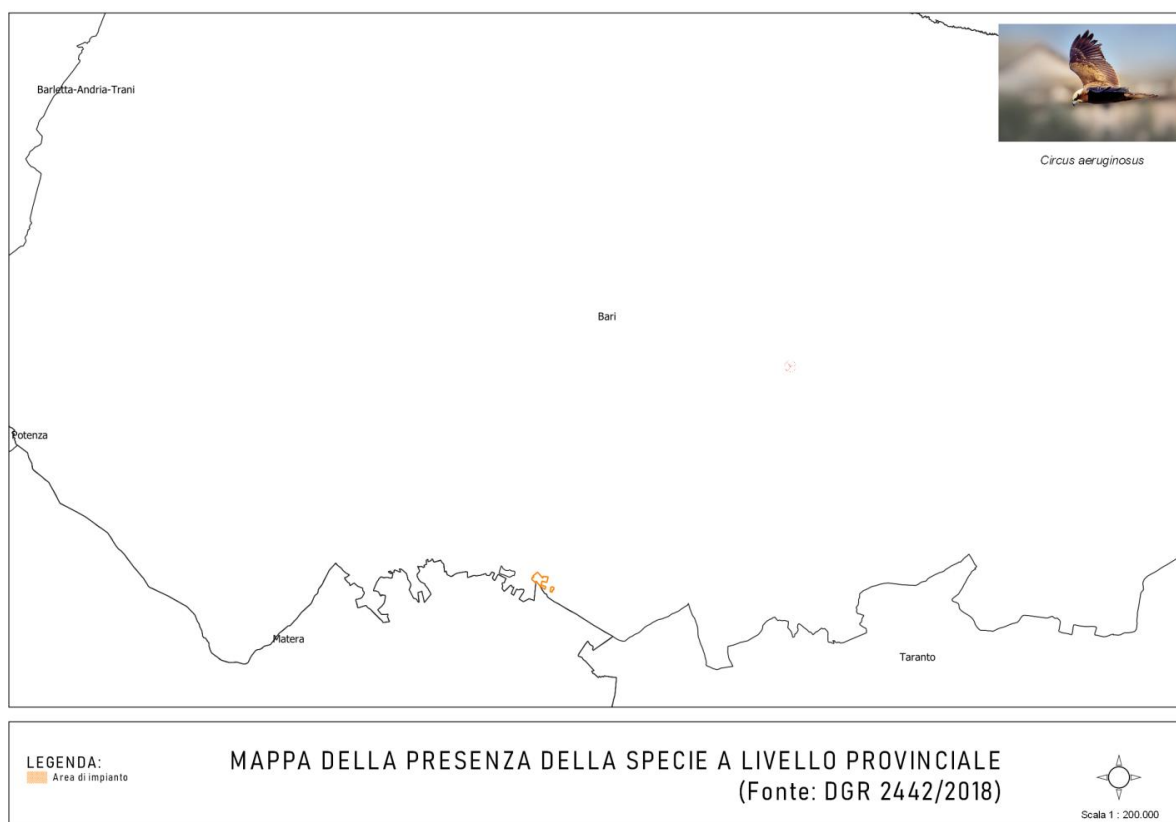 Barletta-Andria-Trani
Circus aeruginosus
Bari
Potenza
Matera
Taranto
LEGENDA:
Area di impianto
MAPPA DELLA PRESENZA DELLA SPECIE A LIVELLO PROVINCIALE
(Fonte: DGR 2442/2018)
Scala 1 : 200.000